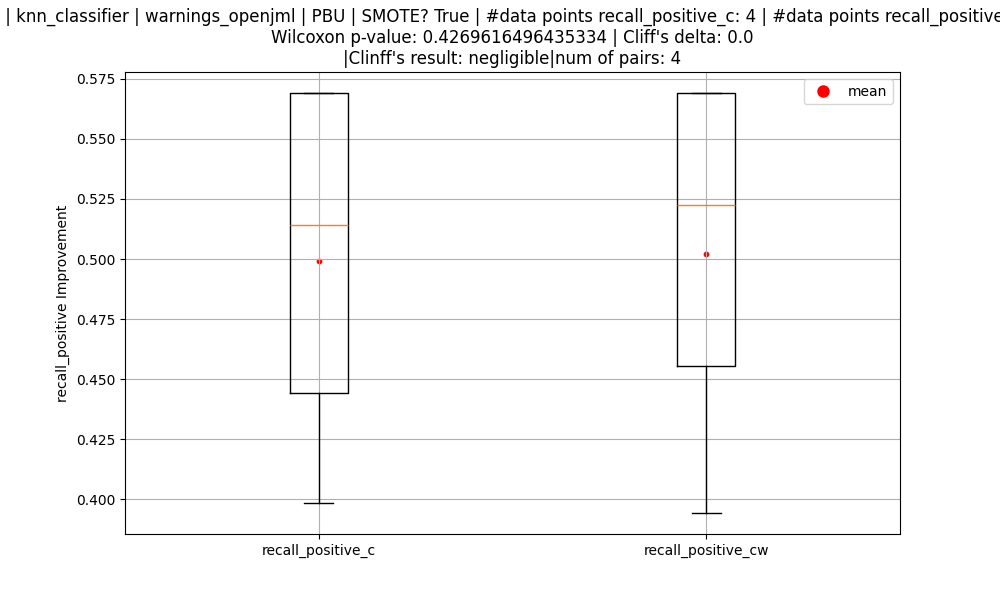 | knn_classifier | warnings_openjml | PBU | SMOTE? True | #data points recall_positive_c: 4 | #data points recall_positive
Wilcoxon p-value: 0.4269616496435334 | Cliff's delta: 0.0
|Clinff's result: negligible|num of pairs: 4
mean
0.575
0.550
0.525
0.500
0.475
0.450
0.425
0.400
recall_positive Improvement
recall_positive_c
recall_positive_cw